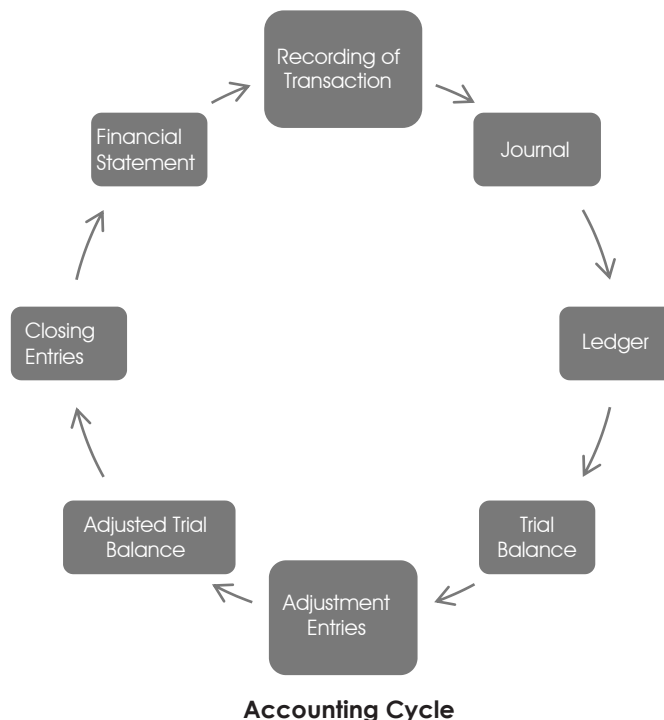 Recording of
Transaction
Journal
Ledger
Trial
Balance
Adjustment
Entries
Adjusted Trial
Balance
Closing
Entries
Financial
Statement
Accounting Cycle